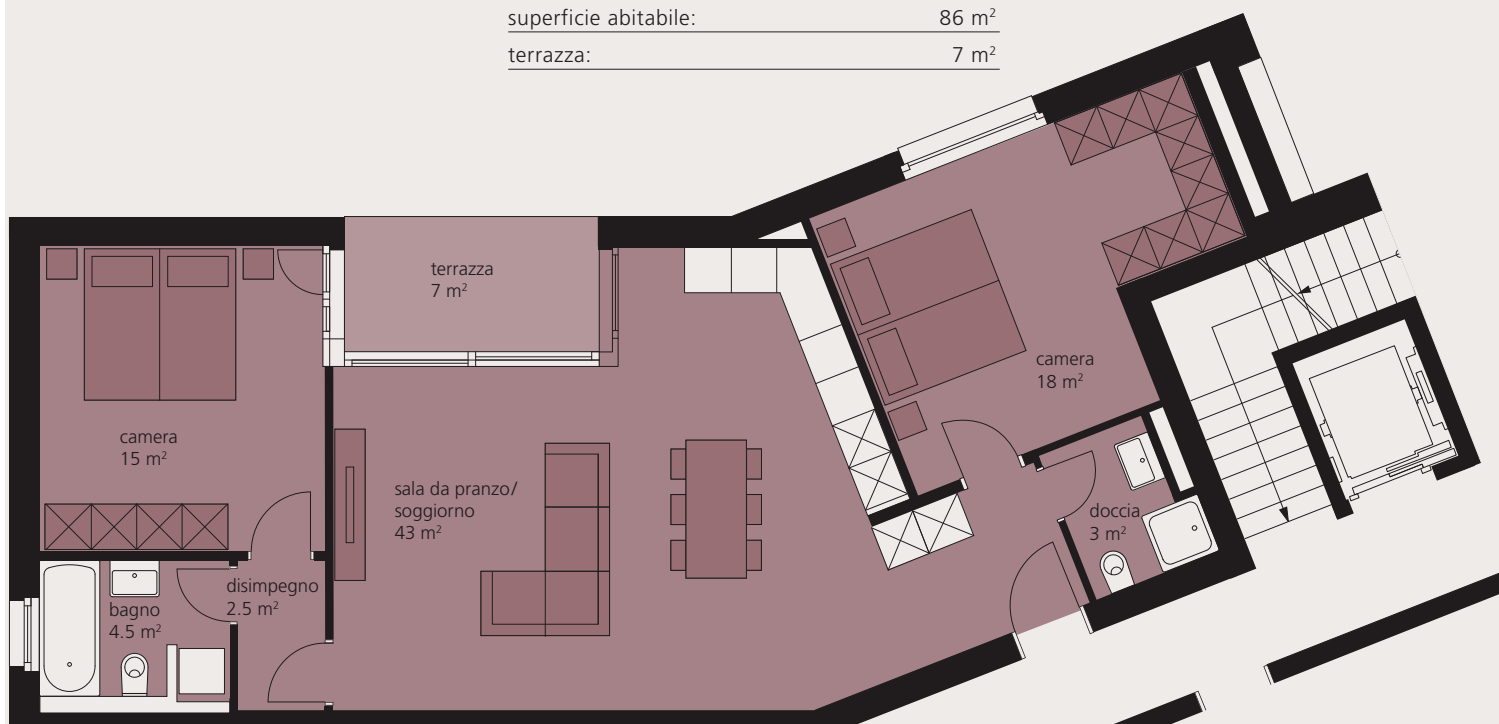 superficie abitabile: 86 m²
terrazza: 7 m²
terrazza
7 m²
camera
18 m²
camera
15 m²
sala da pranzo/
soggiorno
43 m²
doccia
3 m²
disimpegno
2.5 m²
bagno
4.5 m²